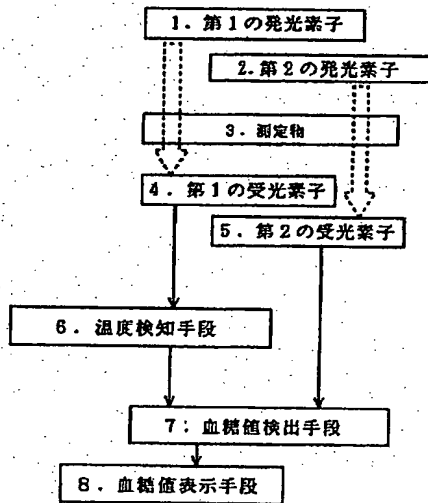 1．第1の発光素子
2．第2の発光素子
3．測定物
4．第1の受光素子
5．第2の受光素子
6．温度検知手段
7：血糖値検出手段
8．血糖値表示手段